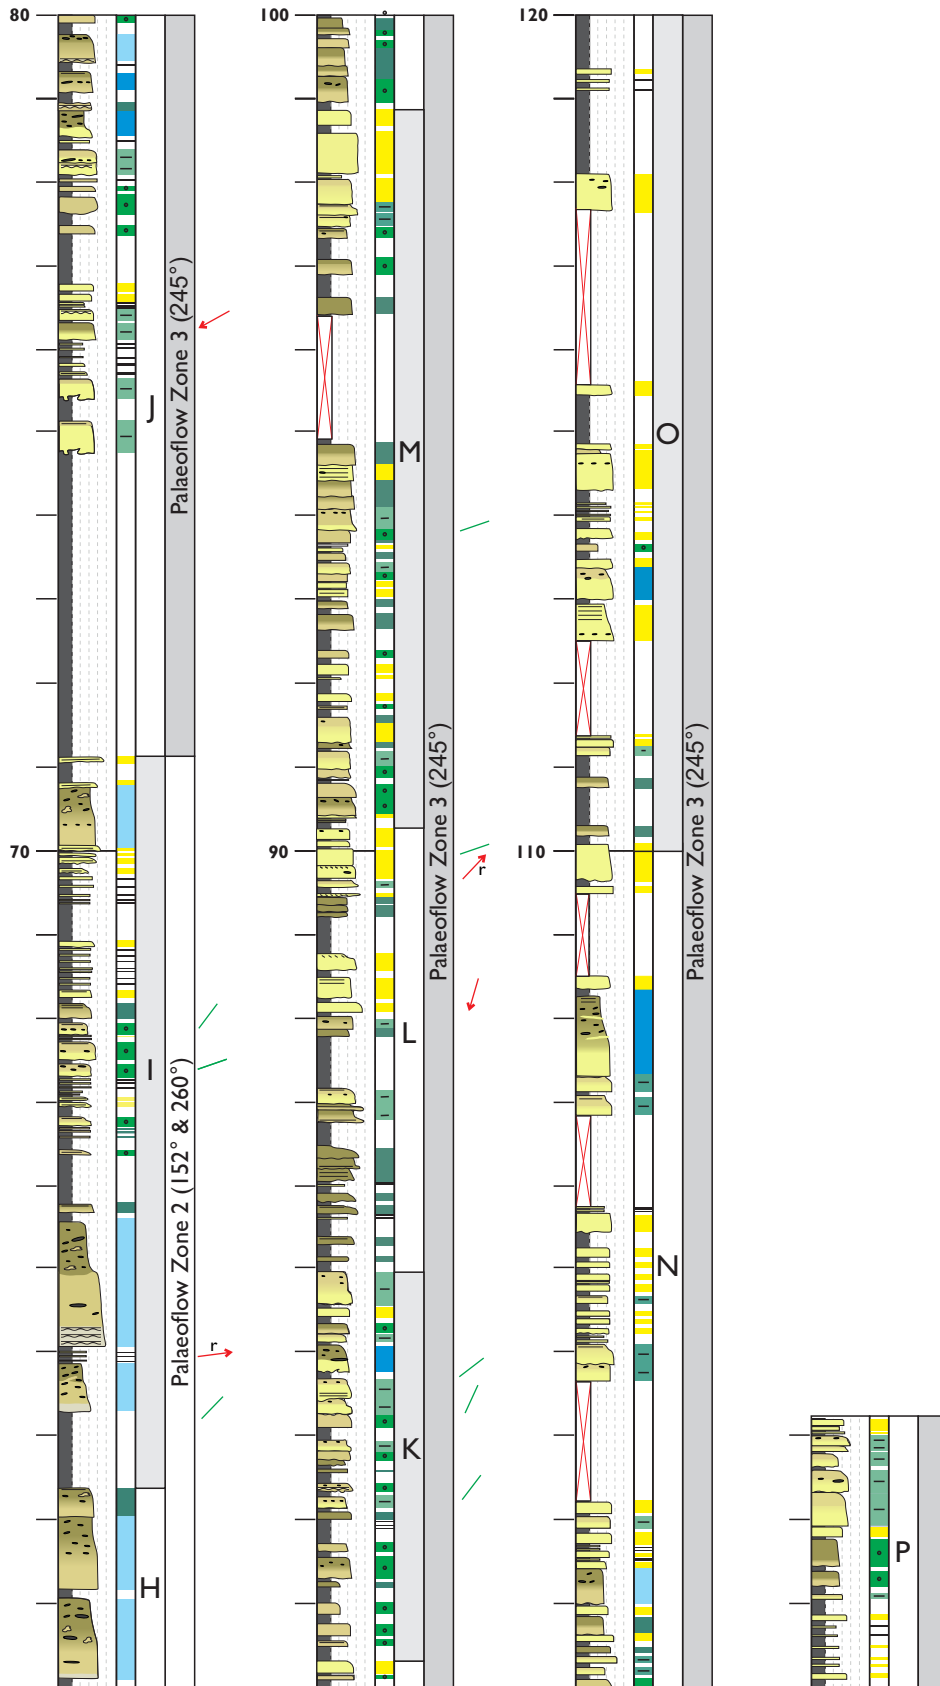 80
J
Palaeoflow Zone 3 (245°)
70
I
Palaeoflow Zone 2 (152° & 260°)
r
H
100
M
Palaeoflow Zone 3 (245°)
90
r
L
K
120
O
Palaeoflow Zone 3 (245°)
110
N
P